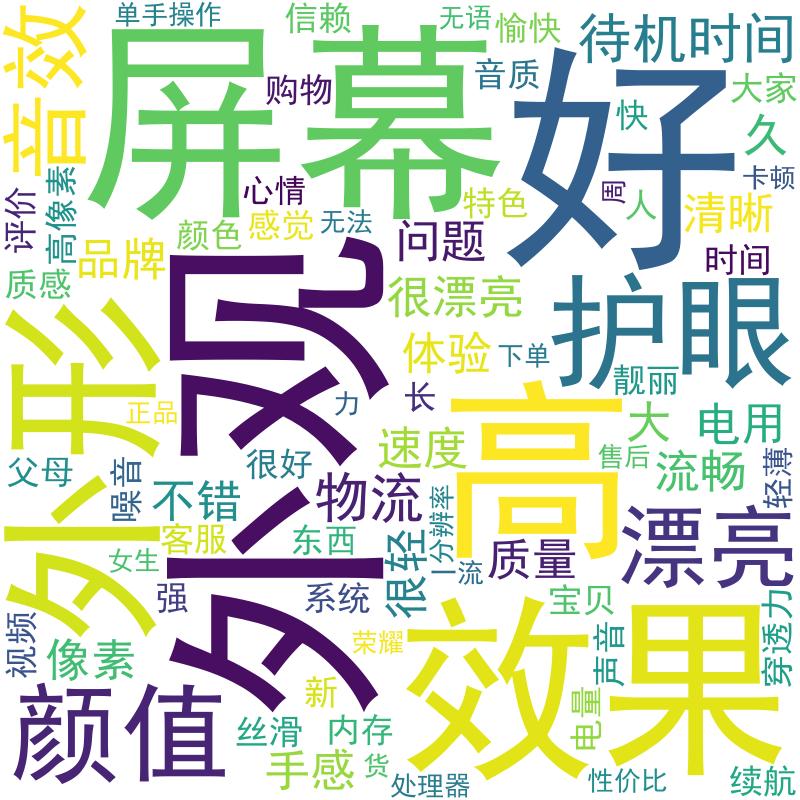 单手操作
信赖
无语
愉快
待机时间
音效
屏幕
好
购物
音质
快
大家
久
评价
高像素
心情
特色
周
人
卡顿
清晰
品牌
颜色
感觉
无法
问题
时间
质感
外观
很漂亮
护眼
外形
体验
下单
靓丽
正品
力
长
高
大
电用
速度
售后
流畅
轻薄
父母
噪音
很好
不错
物流
分辨率
漂亮
客服
东西
很轻
质量
流
女生
强
系统
宝贝
穿透力
视频
像素
荣耀
效果
声音
颜值
新
电量
丝滑
内存
手感
货
处理器
性价比
续航